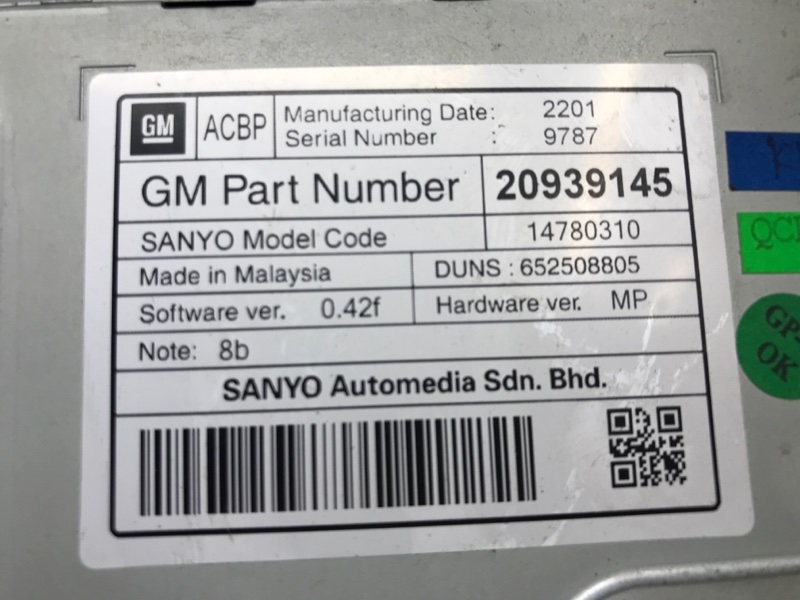 GM ACBP Manufacturing Date: 2201
Serial Number : 9787
GM Part Number 20939145
SANYO Model Code 14780310
Made in Malaysia DUNS : 652508805
Software ver. 0.42f Hardware ver. MP
Note: 8b
SANYO Automedia Sdn. Bhd.
OK